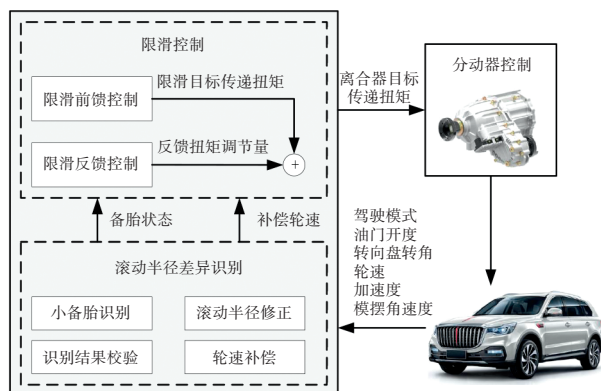 限滑控制
限滑前馈控制
限滑目标传递扭矩
限滑反馈控制
反馈扭矩调节量
+
备胎状态
补偿轮速
滚动半径差异识别
小备胎识别
滚动半径修正
识别结果校验
轮速补偿
离合器目标
传递扭矩
分动器控制
驾驶模式
油门开度
转向盘转角
轮速
加速度
模摆角速度